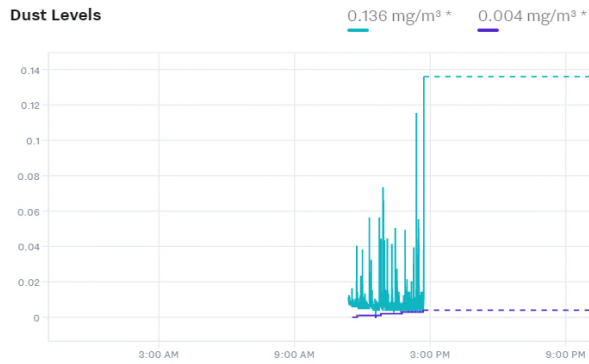 Dust Levels
0.136 mg/m³ *
0.004 mg/m³ *
0.14
0.12
0.1
0.08
0.06
0.04
0.02
0
3:00 AM
9:00 AM
3:00 PM
9:00 PM